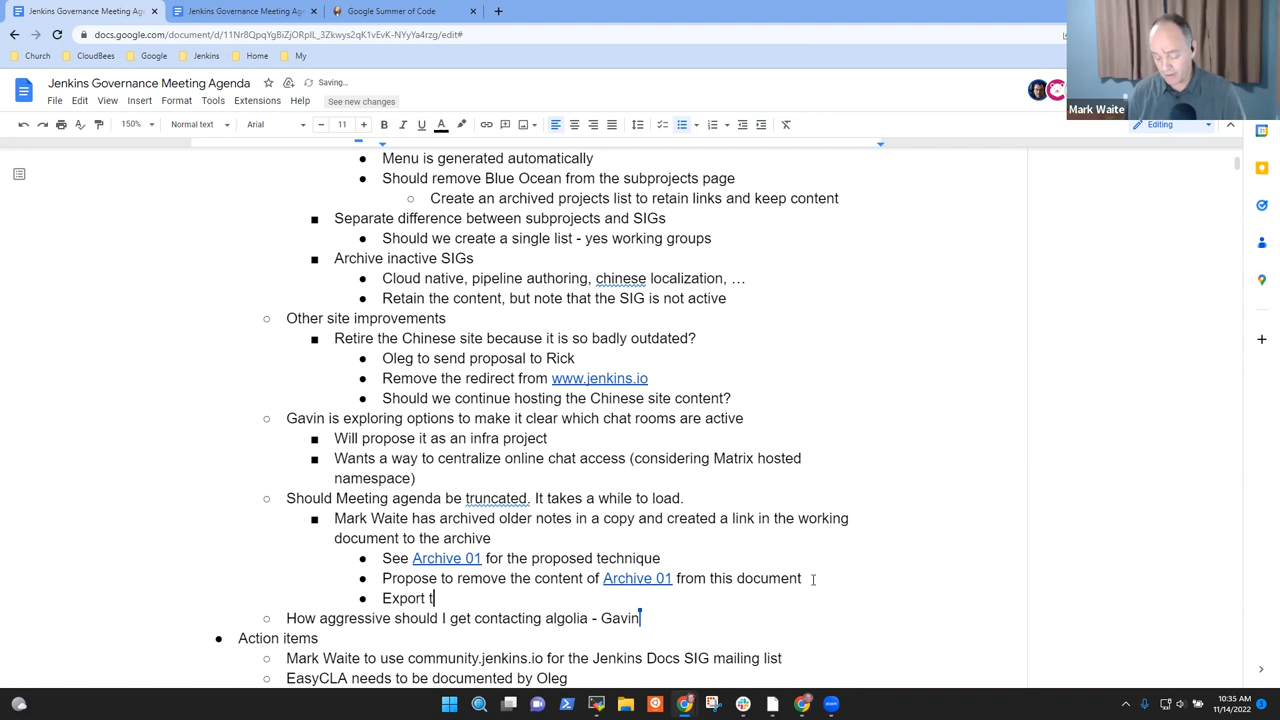 Jenkins Governance Meeting Age
Jenkins Governance Meeting Age
Google Summer of Code
docs.google.com/document/d/11Nr8QpqYgBiZjORpIL_3Zkwys2qK1vEvK-NYyYa4rzg/edit#
Church
CloudBees
Google
Jenkins
Home
My
Jenkins Governance Meeting Agenda
Saving...
File Edit View Insert Format Tools Extensions Help See new changes
150% Normal text Arial 11
Editing
Mark Waite
● Menu is generated automatically
● Should remove Blue Ocean from the subprojects page
○ Create an archived projects list to retain links and keep content
■ Separate difference between subprojects and SIGs
● Should we create a single list - yes working groups
■ Archive inactive SIGs
● Cloud native, pipeline authoring, chinese localization, …
● Retain the content, but note that the SIG is not active
○ Other site improvements
■ Retire the Chinese site because it is so badly outdated?
● Oleg to send proposal to Rick
● Remove the redirect from www.jenkins.io
● Should we continue hosting the Chinese site content?
○ Gavin is exploring options to make it clear which chat rooms are active
■ Will propose it as an infra project
■ Wants a way to centralize online chat access (considering Matrix hosted
namespace)
○ Should Meeting agenda be truncated. It takes a while to load.
■ Mark Waite has archived older notes in a copy and created a link in the working
document to the archive
● See Archive 01 for the proposed technique
● Propose to remove the content of Archive 01 from this document
● Export t
○ How aggressive should I get contacting algolia - Gavin
● Action items
○ Mark Waite to use community.jenkins.io for the Jenkins Docs SIG mailing list
○ EasyCLA needs to be documented by Oleg
10:35 AM
11/14/2022